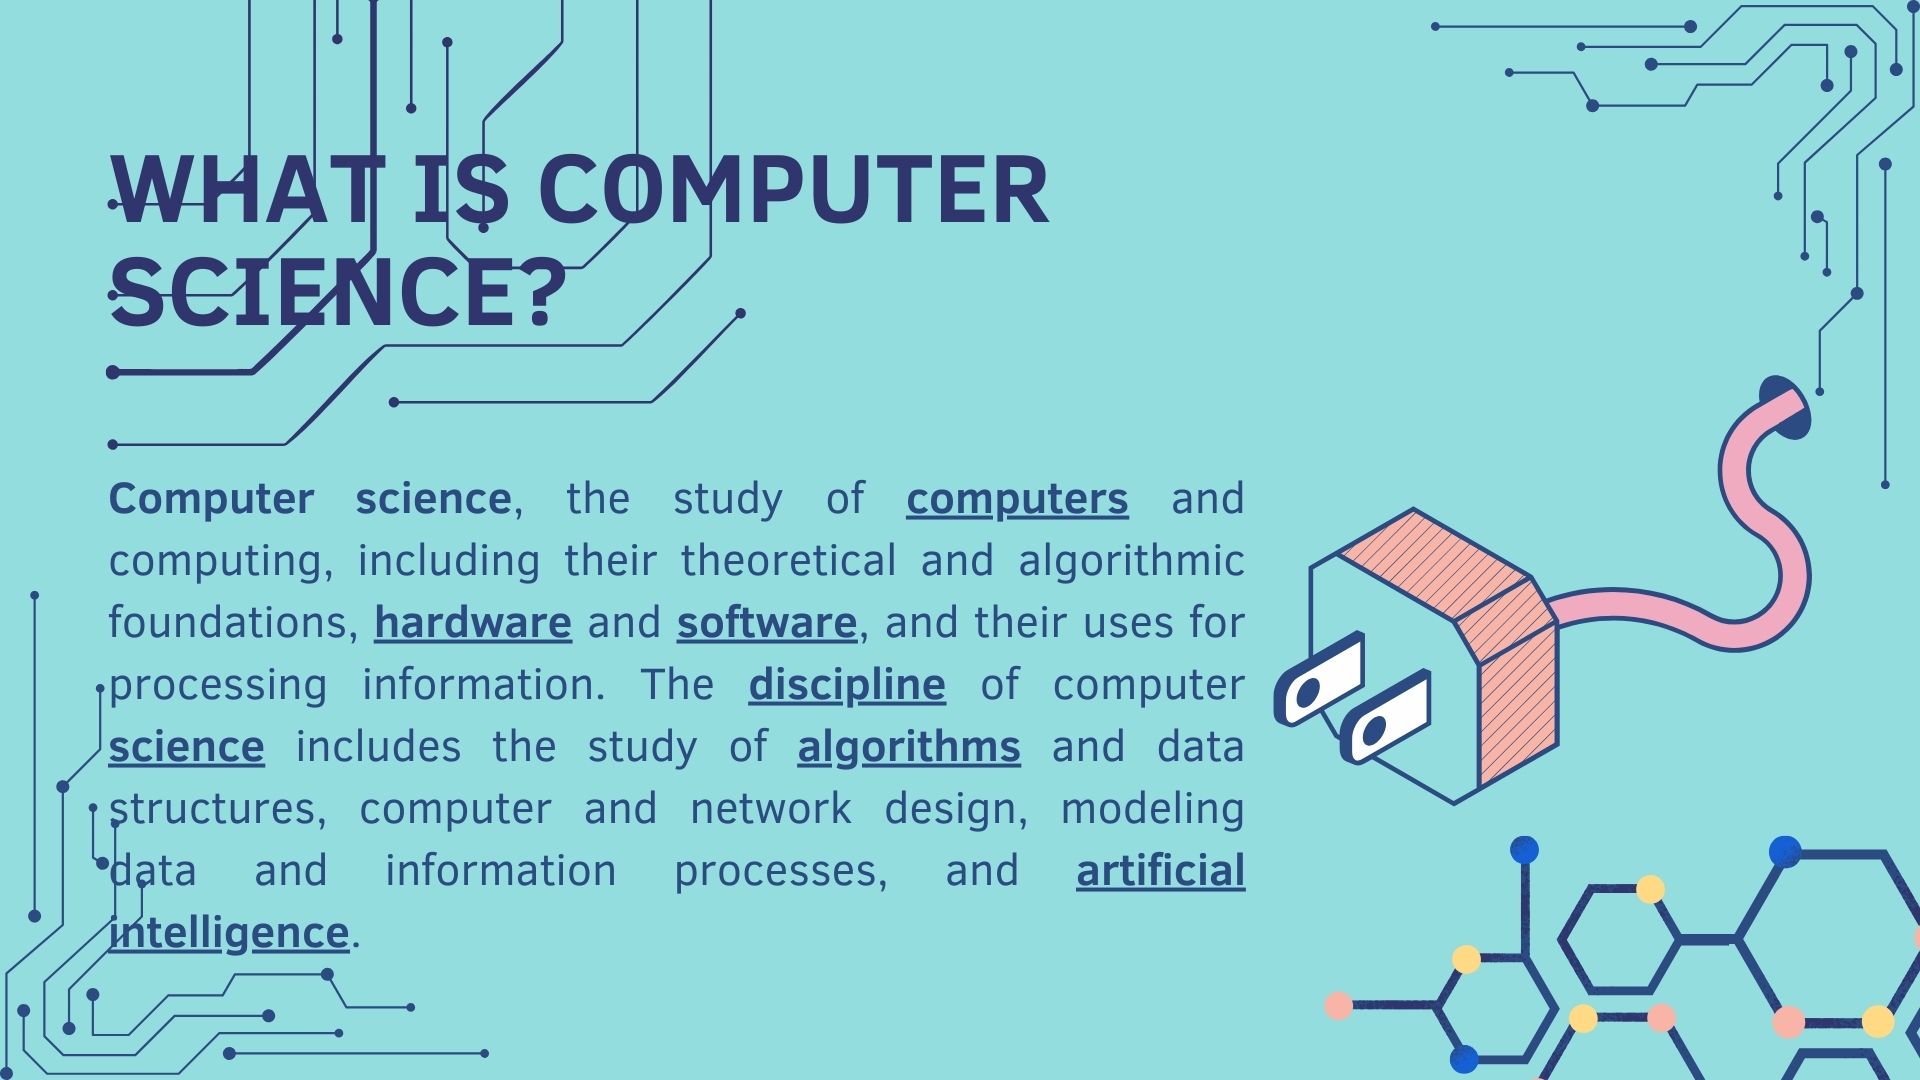 WHAT IS COMPUTER
SCIENCE?
Computer science, the study of computers and
computing, including their theoretical and algorithmic
foundations, hardware and software, and their uses for
processing information. The discipline of computer
science includes the study of algorithms and data
structures, computer and network design, modeling
data and information processes, and artificial
intelligence.